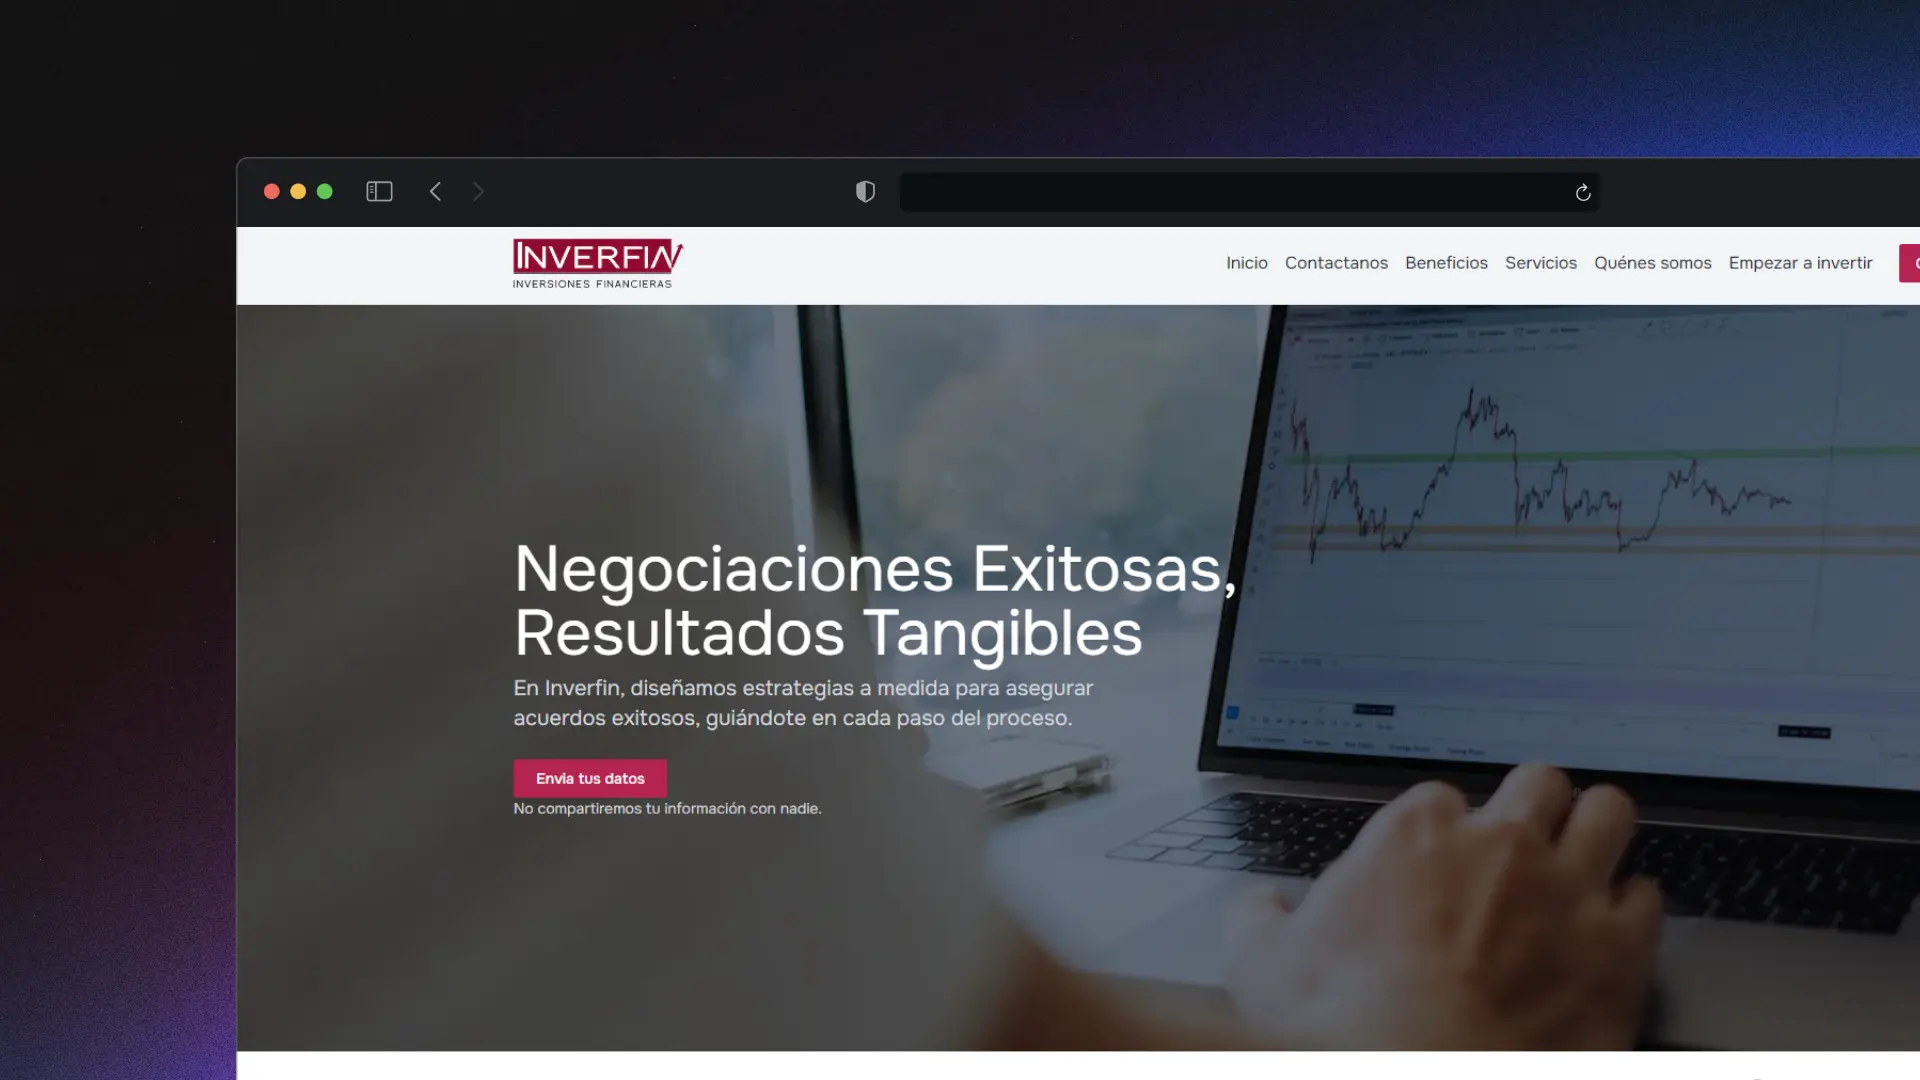 INVERFIN
INVERSIONES FINANCIERAS
Inicio
Contactanos
Beneficios
Servicios
Quénes somos
Empezar a invertir
Negociaciones Exitosas,
Resultados Tangibles
En Inverfin, diseñamos estrategias a medida para asegurar
acuerdos exitosos, guiándote en cada paso del proceso.
Envia tus datos
No compartiremos tu información con nadie.